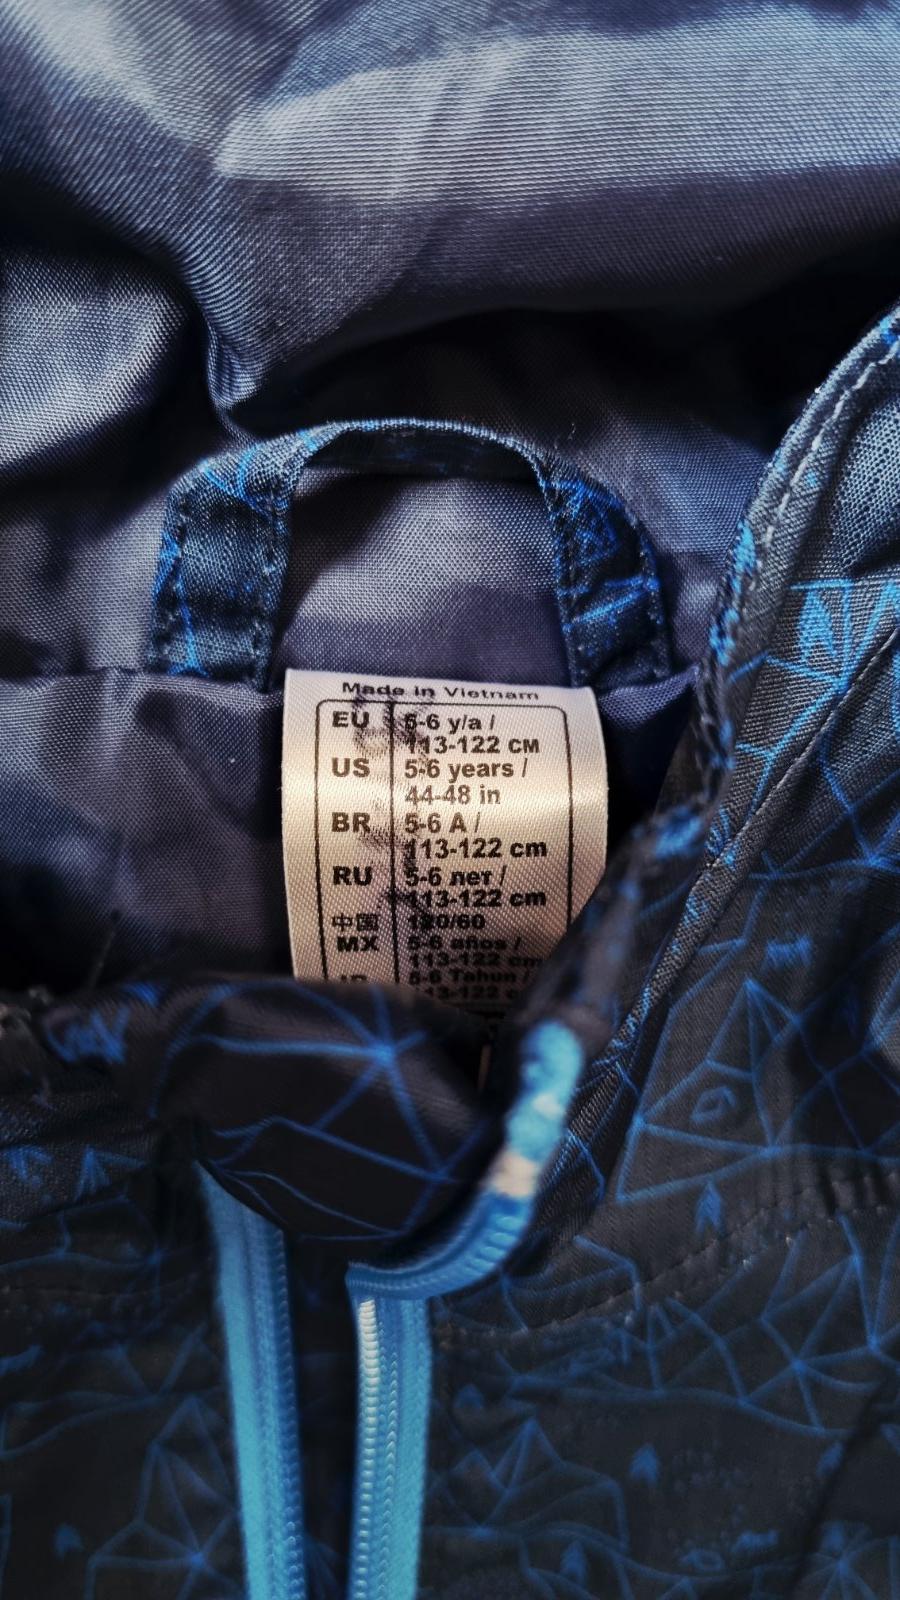 Made in Vietnam
EU 5-6 y/a /
113-122 CM
US 5-6 years /
44-48 in
BR 5-6 A /
113-122 cm
RU 5-6 лет /
113-122 cm
中国 120/60
MX 5-6 años /
113-122 cm
5-6 Tahun /
113-122